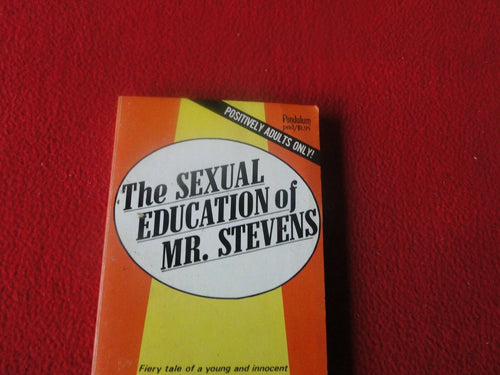 POSITIVELY ADULTS ONLY!
Pendulum
The SEXUAL
EDUCATION of
MR. STEVENS
Fiery tale of a young and innocent